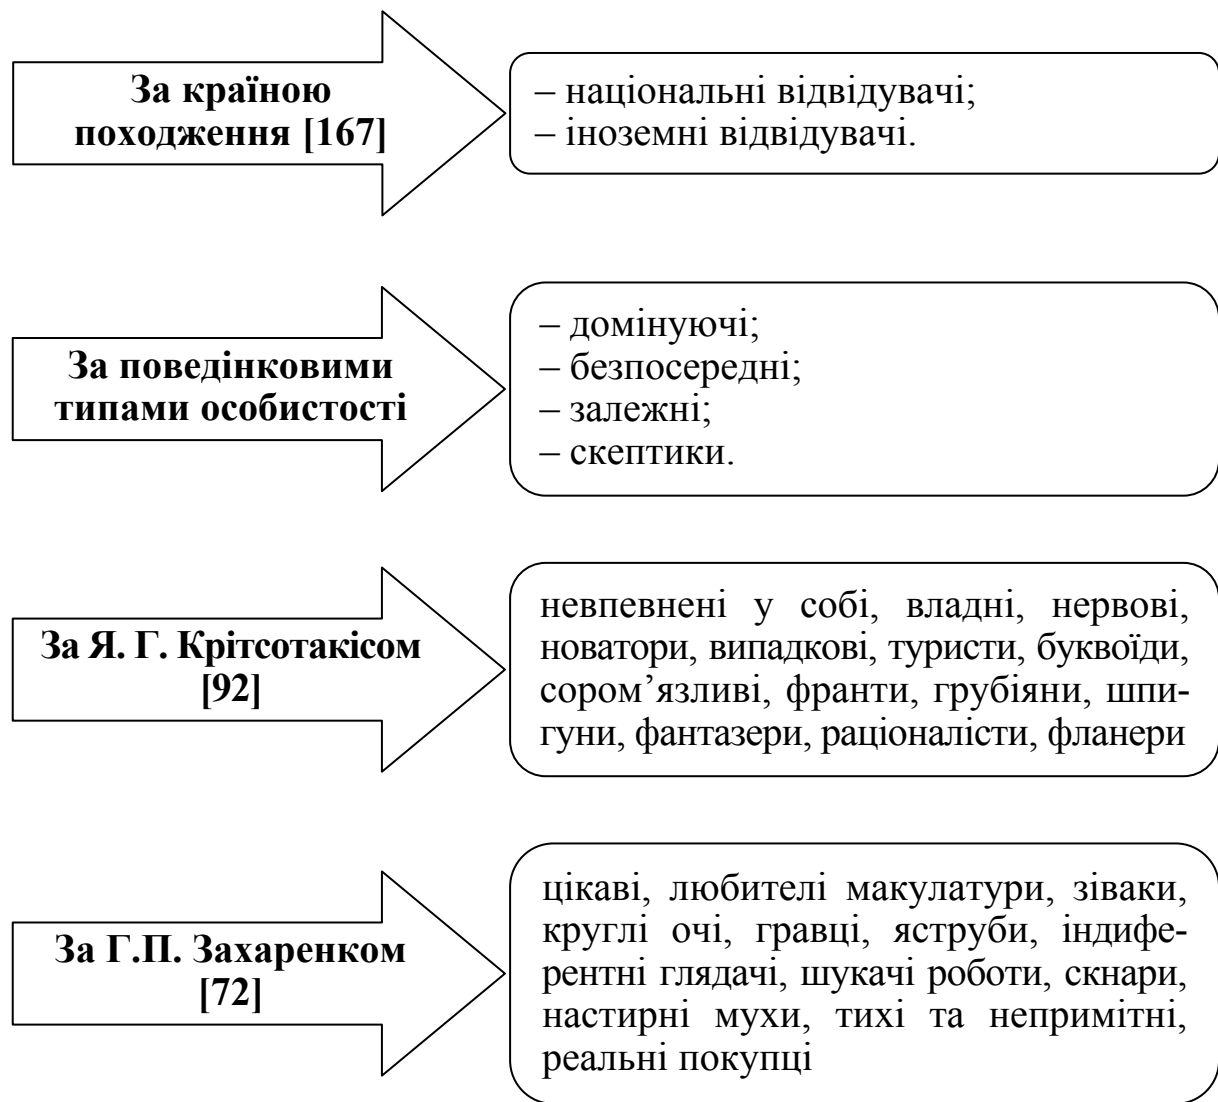 За країною
походження [167]
– національні відвідувачі;
– іноземні відвідувачі.
За поведінковими
типами особистості
– домінуючі;
– безпосередні;
– залежні;
– скептики.
За Я. Г. Крітсотакісом
[92]
невпевнені у собі, владні, нервові,
новатори, випадкові, туристи, буквоїди,
сором’язливі, франти, грубіяни, шпи-
гуни, фантазери, раціоналісти, фланери
За Г.П. Захаренком
[72]
цікаві, любителі макулатури, зіваки,
круглі очі, гравці, яструби, індифе-
рентні глядачі, шукачі роботи, скнари,
настирні мухи, тихі та непримітні,
реальні покупці